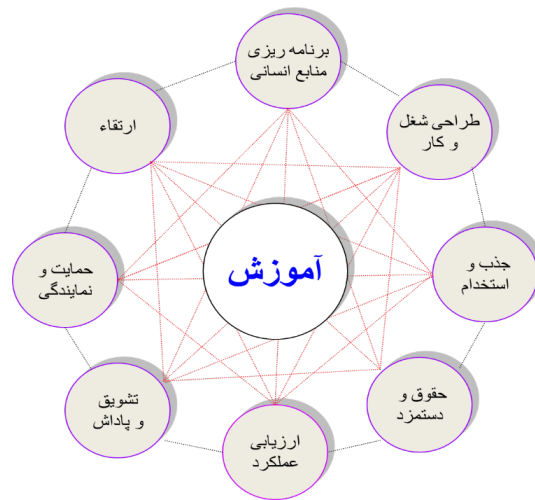 برنامه ریزی
منابع انسانی
طراحی شغل
و کار
جذب و
استخدام
حقوق و
دستمزد
ارزیابی
عملکرد
تشویق
و پاداش
حمایت و
نمایندگی
ارتقاء
آموزش